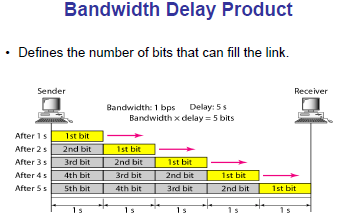 Bandwidth Delay Product
• Defines the number of bits that can fill the link.
Sender
Receiver
Bandwidth: 1 bps Delay: 5 s
Bandwidth × delay = 5 bits
After 1 s 1st bit
After 2 s 2nd bit 1st bit
After 3 s 3rd bit 2nd bit 1st bit
After 4 s 4th bit 3rd bit 2nd bit 1st bit
After 5 s 5th bit 4th bit 3rd bit 2nd bit 1st bit
1 s 1 s 1 s 1 s 1 s